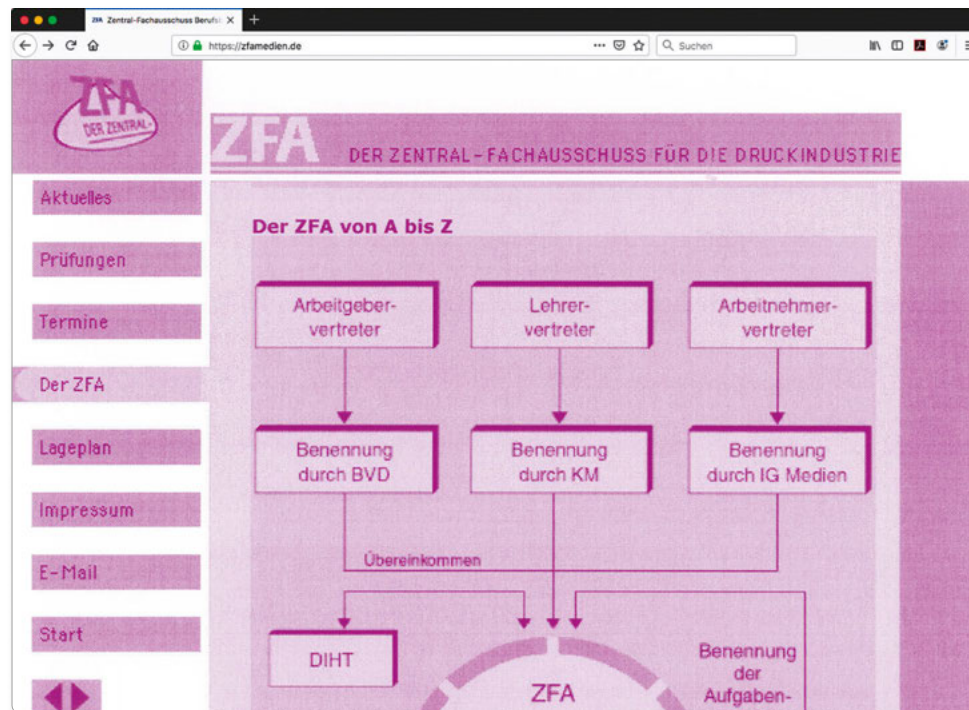 ZFA Zentral-Fachausschuss Berufs
https://zfamedien.de
Suchen
ZFA
DER ZENTRAL-
ZFA DER ZENTRAL-FACHAUSSCHUSS FÜR DIE DRUCKINDUSTRIE
Aktuelles
Prüfungen
Termine
Der ZFA
Lageplan
Impressum
E-Mail
Start
Der ZFA von A bis Z
Arbeitgeber-
vertreter
Lehrer-
vertreter
Arbeitnehmer-
vertreter
Benennung
durch BVD
Benennung
durch KM
Benennung
durch IG Medien
Übereinkommen
DIHT
ZFA
Benennung
der
Aufgaben-